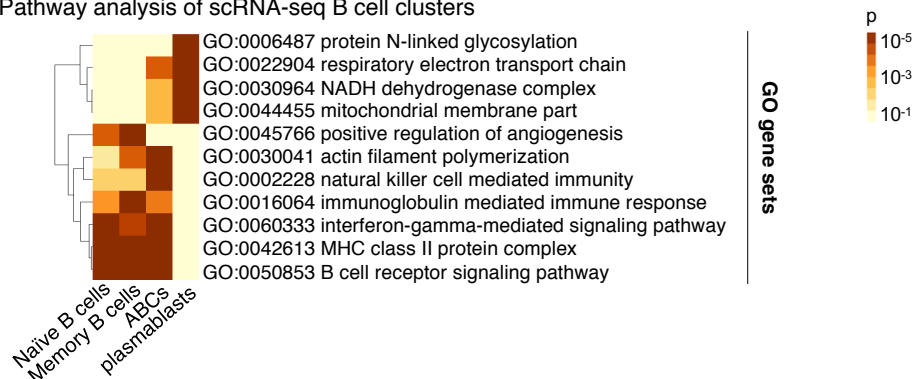 Pathway analysis of scRNA-seq B cell clusters
GO:0006487 protein N-linked glycosylation
GO:0022904 respiratory electron transport chain
GO:0030964 NADH dehydrogenase complex
GO:0044455 mitochondrial membrane part
GO:0045766 positive regulation of angiogenesis
GO:0030041 actin filament polymerization
GO:0002228 natural killer cell mediated immunity
GO:0016064 immunoglobulin mediated immune response
GO:0060333 interferon-gamma-mediated signaling pathway
GO:0042613 MHC class II protein complex
GO:0050853 B cell receptor signaling pathway
Naïve B cells
Memory B cells
ABCs
plasmablasts
GO gene sets
p
10⁻⁵
10⁻³
10⁻¹